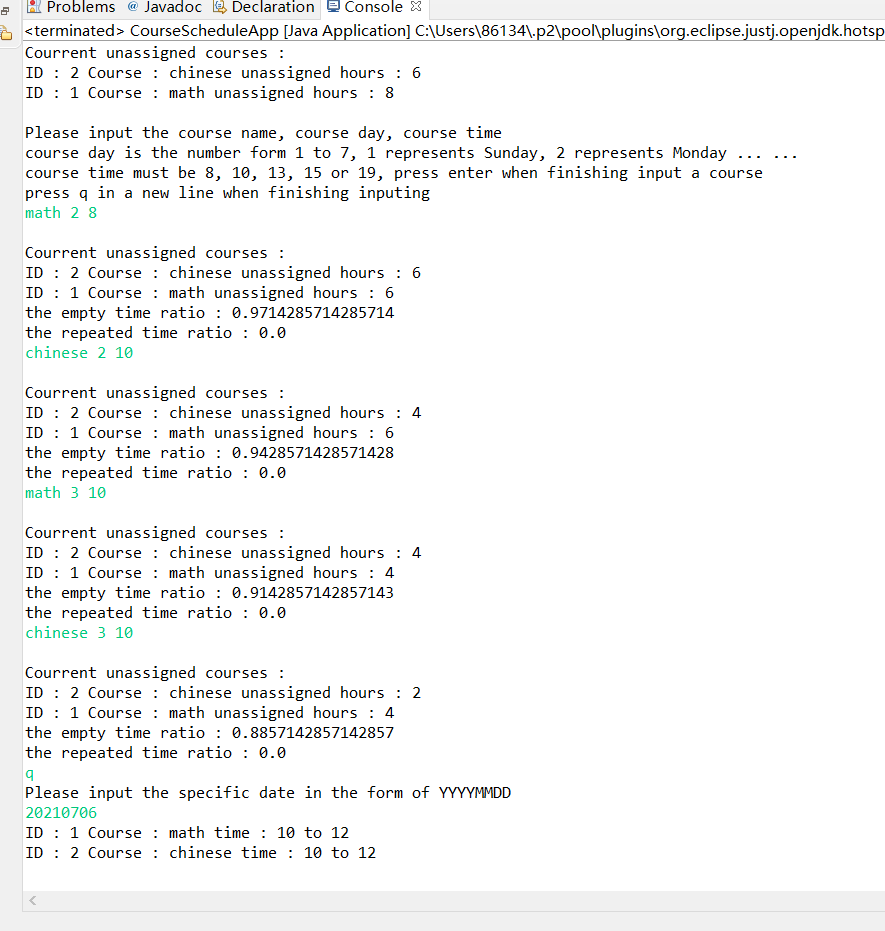 Problems @ Javadoc Declaration Console
<terminated> CourseScheduleApp [Java Application] C:\Users\86134\.p2\pool\plugins\org.eclipse.justj.openjdk.hotsp
Courrent unassigned courses :
ID : 2 Course : chinese unassigned hours : 6
ID : 1 Course : math unassigned hours : 8
Please input the course name, course day, course time
course day is the number form 1 to 7, 1 represents Sunday, 2 represents Monday ... ...
course time must be 8, 10, 13, 15 or 19, press enter when finishing input a course
press q in a new line when finishing inputing
math 2 8
Courrent unassigned courses :
ID : 2 Course : chinese unassigned hours : 6
ID : 1 Course : math unassigned hours : 6
the empty time ratio : 0.9714285714285714
the repeated time ratio : 0.0
chinese 2 10
Courrent unassigned courses :
ID : 2 Course : chinese unassigned hours : 4
ID : 1 Course : math unassigned hours : 6
the empty time ratio : 0.9428571428571428
the repeated time ratio : 0.0
math 3 10
Courrent unassigned courses :
ID : 2 Course : chinese unassigned hours : 4
ID : 1 Course : math unassigned hours : 4
the empty time ratio : 0.9142857142857143
the repeated time ratio : 0.0
chinese 3 10
Courrent unassigned courses :
ID : 2 Course : chinese unassigned hours : 2
ID : 1 Course : math unassigned hours : 4
the empty time ratio : 0.8857142857142857
the repeated time ratio : 0.0
q
Please input the specific date in the form of YYYYMMDD
20210706
ID : 1 Course : math time : 10 to 12
ID : 2 Course : chinese time : 10 to 12